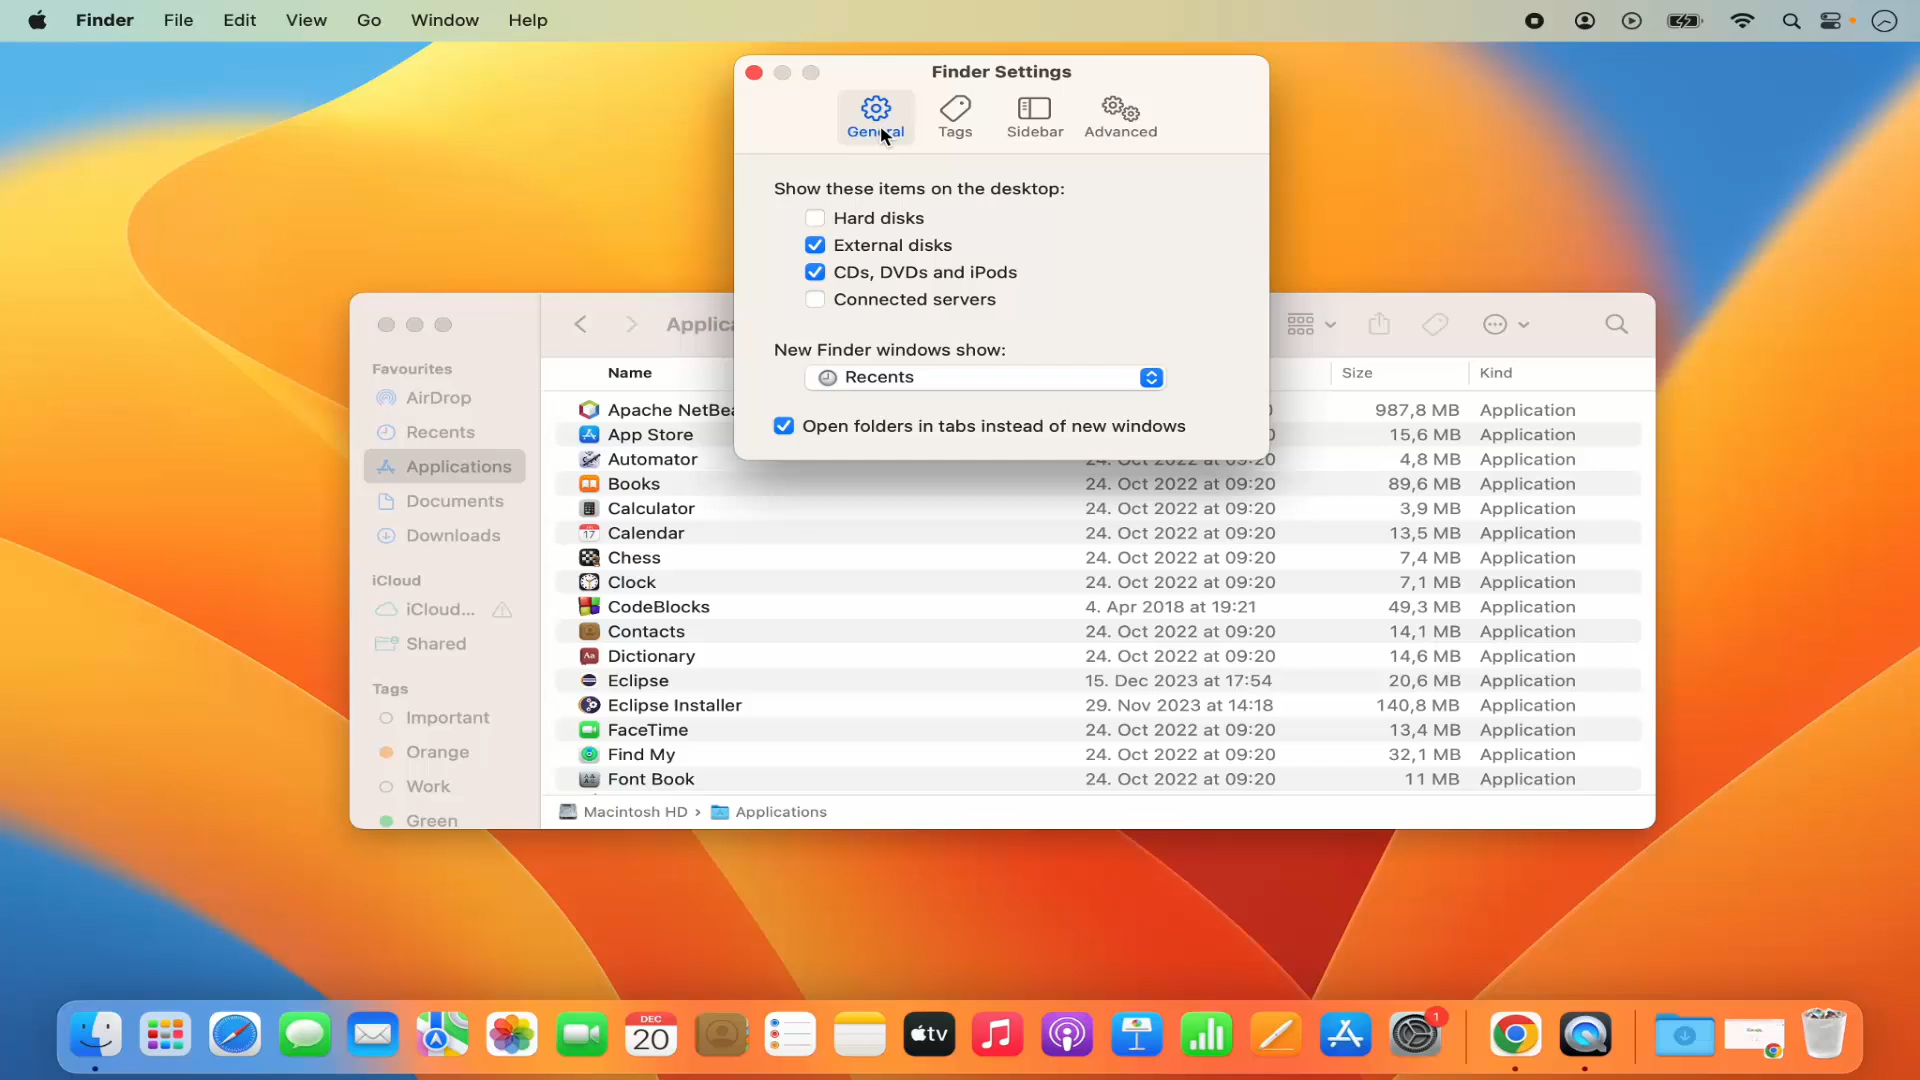 Finder File Edit View Go Window Help
Finder Settings
General Tags Sidebar Advanced
Show these items on the desktop:
Hard disks
External disks
CDs, DVDs and iPods
Connected servers
New Finder windows show:
Recents
Open folders in tabs instead of new windows
Favourites
AirDrop
Recents
Applications
Documents
Downloads
iCloud
iCloud...
Shared
Tags
Important
Orange
Work
Green
Applic
Name Size Kind
Apache NetBea 987,8 MB Application
App Store 15,6 MB Application
Automator 24. Oct 2022 at 09:20 4,8 MB Application
Books 24. Oct 2022 at 09:20 89,6 MB Application
Calculator 24. Oct 2022 at 09:20 3,9 MB Application
Calendar 24. Oct 2022 at 09:20 13,5 MB Application
Chess 24. Oct 2022 at 09:20 7,4 MB Application
Clock 24. Oct 2022 at 09:20 7,1 MB Application
CodeBlocks 4. Apr 2018 at 19:21 49,3 MB Application
Contacts 24. Oct 2022 at 09:20 14,1 MB Application
Dictionary 24. Oct 2022 at 09:20 14,6 MB Application
Eclipse 15. Dec 2023 at 17:54 20,6 MB Application
Eclipse Installer 29. Nov 2023 at 14:18 140,8 MB Application
FaceTime 24. Oct 2022 at 09:20 13,4 MB Application
Find My 24. Oct 2022 at 09:20 32,1 MB Application
Font Book 24. Oct 2022 at 09:20 11 MB Application
Macintosh HD › Applications
DEC
20
tv
1